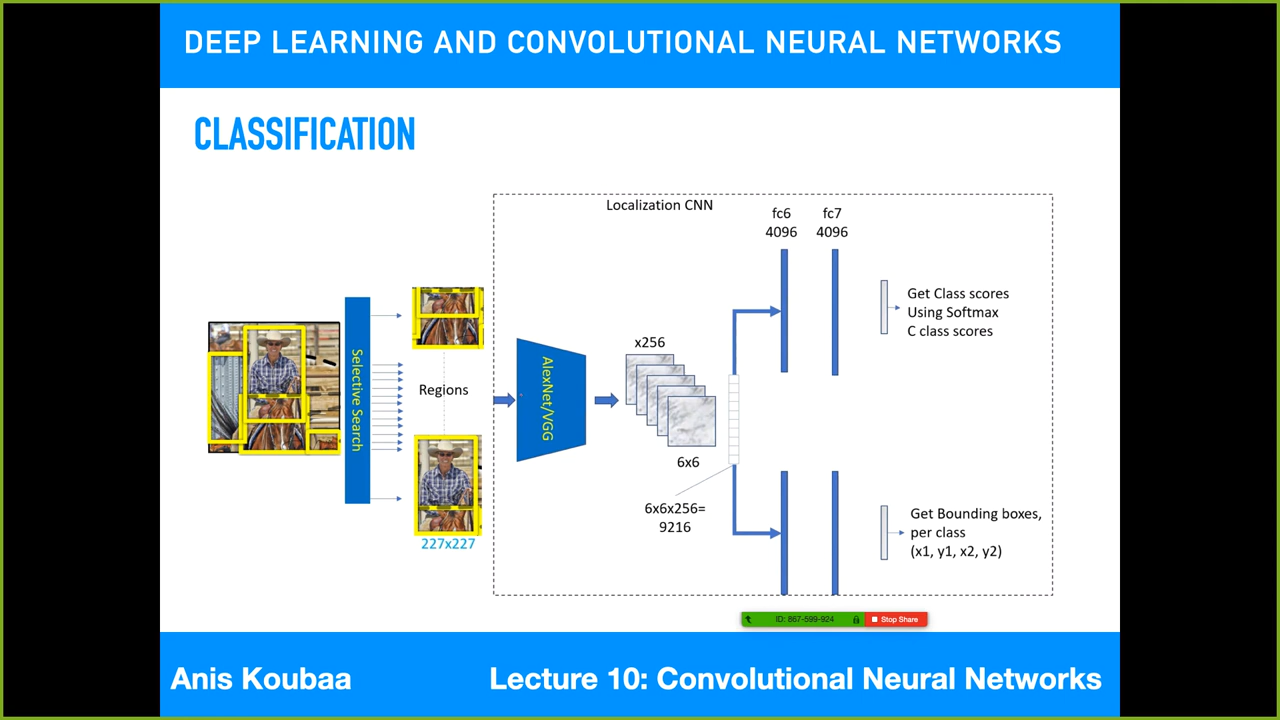 DEEP LEARNING AND CONVOLUTIONAL NEURAL NETWORKS
CLASSIFICATION
Localization CNN
fc6
4096
fc7
4096
Selective Search
Regions
227x227
AlexNet/VGG
x256
6x6
6x6x256=
9216
Get Class scores
Using Softmax
C class scores
Get Bounding boxes,
per class
(x1, y1, x2, y2)
ID: 867-599-924
Stop Share
Anis Koubaa
Lecture 10: Convolutional Neural Networks